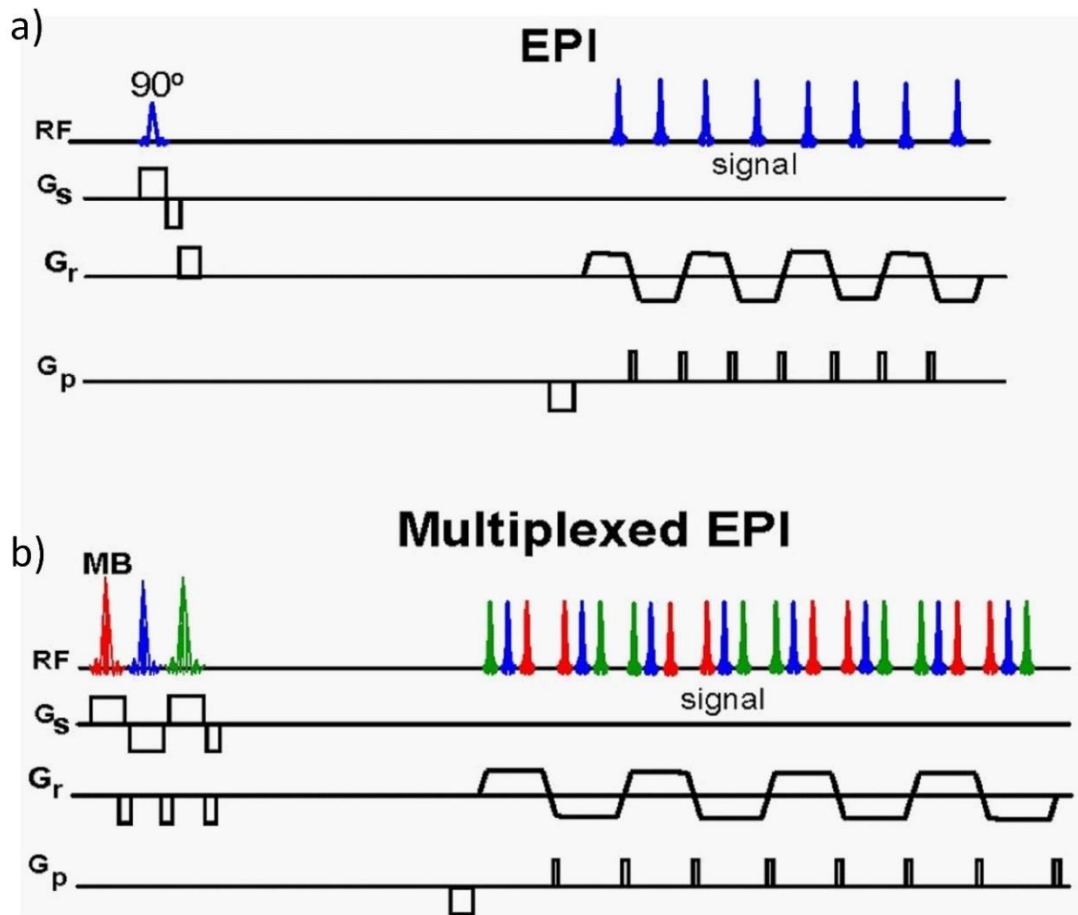 a)
EPI
90º
RF
signal
Gs
Gr
Gp
Multiplexed EPI
b)
MB
RF
signal
Gs
Gr
Gp